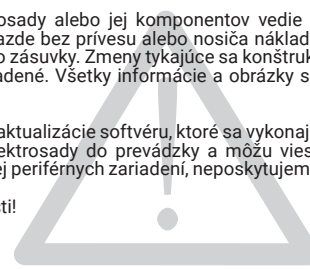 osady alebo jej komponentov vedie
azde bez prívesu alebo nosiča náklad
o zásuvky. Zmeny týkajúce sa konštruk
adené. Všetky informácie a obrázky s
aktualizácie softvéru, ktoré sa vykonaj
ektrosady do prevádzky a môžu vies
ej periférnych zariadení, neposkytujem
ti!